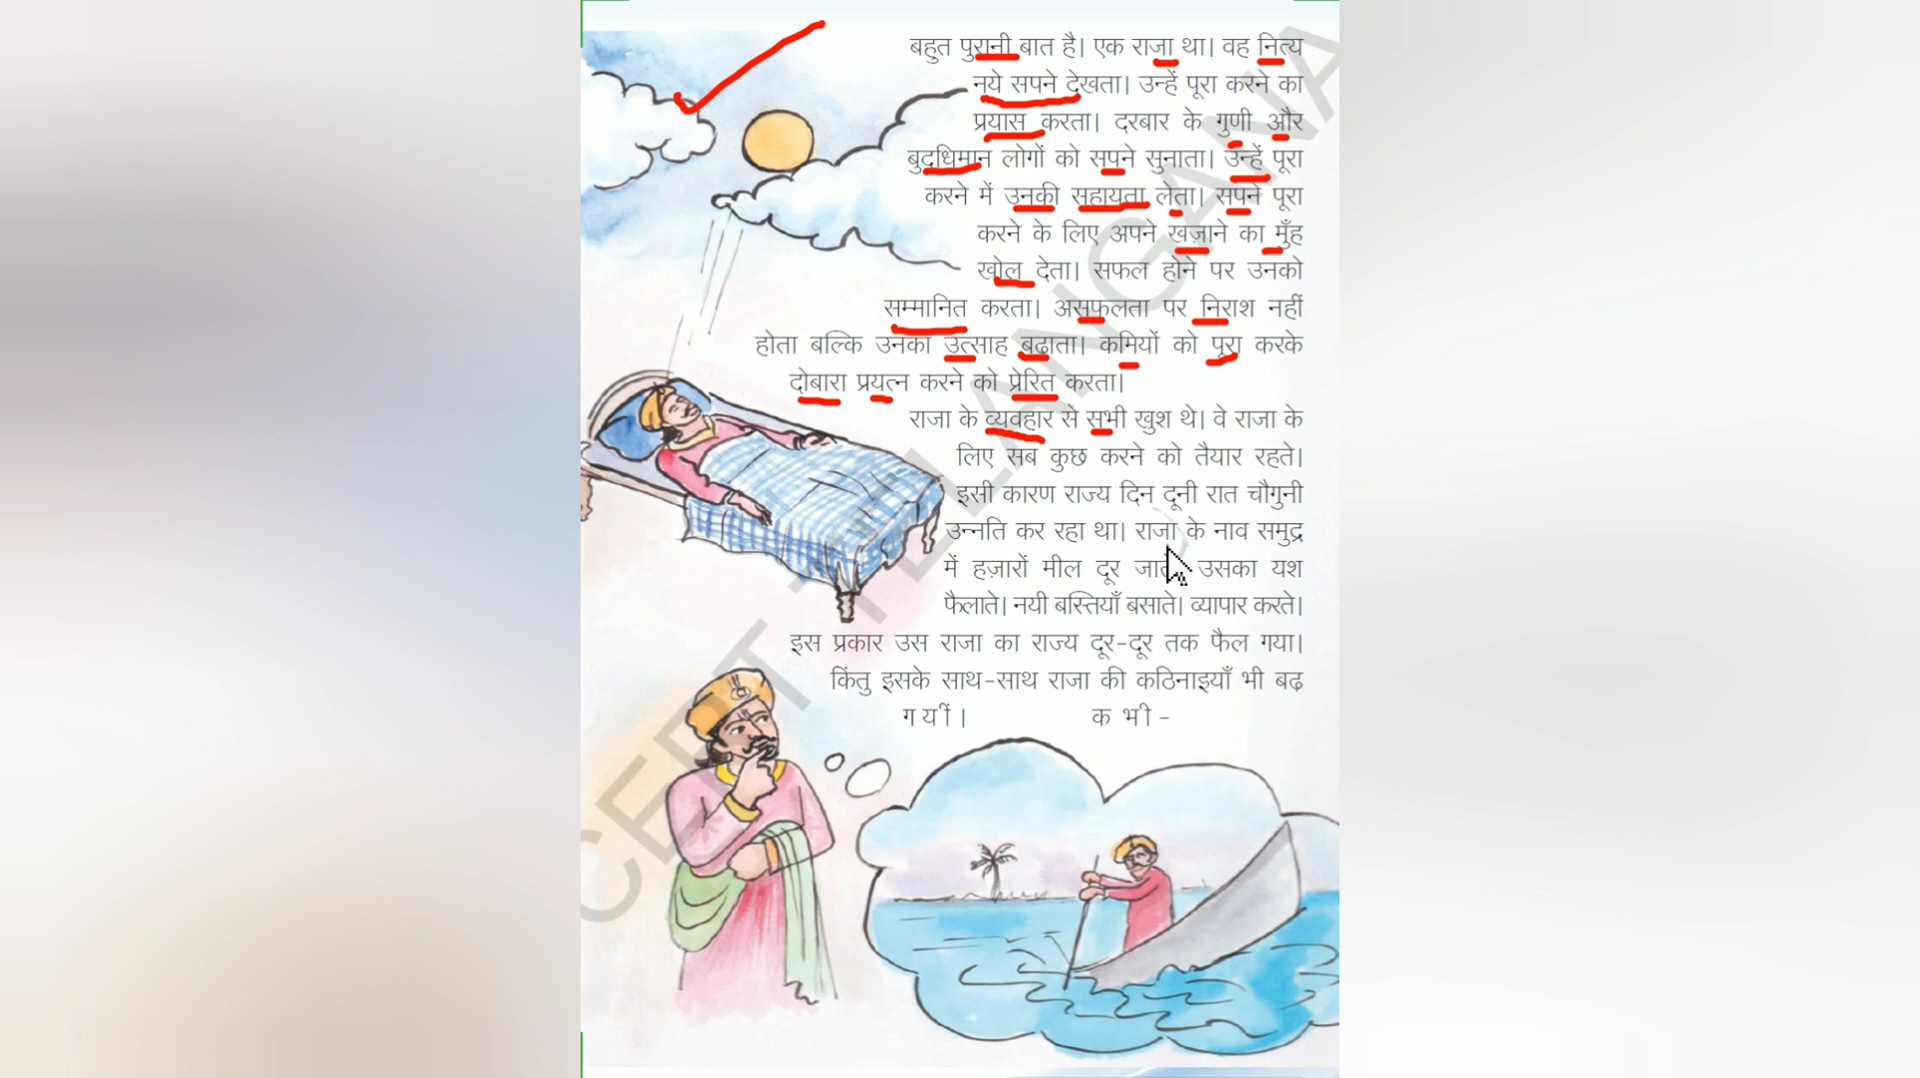 बहुत पुरानी बात है। एक राजा था। वह नित्य
नये सपने देखता। उन्हें पूरा करने का
प्रयास करता। दरबार के गुणी और
बुद्धिमान लोगों को सपने सुनाता। उन्हें पूरा
करने में उनकी सहायता लेता। सपने पूरा
करने के लिए अपने खज़ाने का मुँह
खोल देता। सफल होने पर उनको
सम्मानित करता। असफलता पर निराश नहीं
होता बल्कि उनका उत्साह बढ़ाता। कमियों को पूरा करके
दोबारा प्रयत्न करने को प्रेरित करता।
राजा के व्यवहार से सभी खुश थे। वे राजा के
लिए सब कुछ करने को तैयार रहते।
इसी कारण राज्य दिन दूनी रात चौगुनी
उन्नति कर रहा था। राजा के नाव समुद्र
में हज़ारों मील दूर उसका यश
फैलाते। नयी बस्तियाँ बसाते। व्यापार करते।
इस प्रकार उस राजा का राज्य दूर-दूर तक फैल गया।
किंतु इसके साथ-साथ राजा की कठिनाइयाँ भी बढ़
गयीं। कभी-
CERT TELANGANA